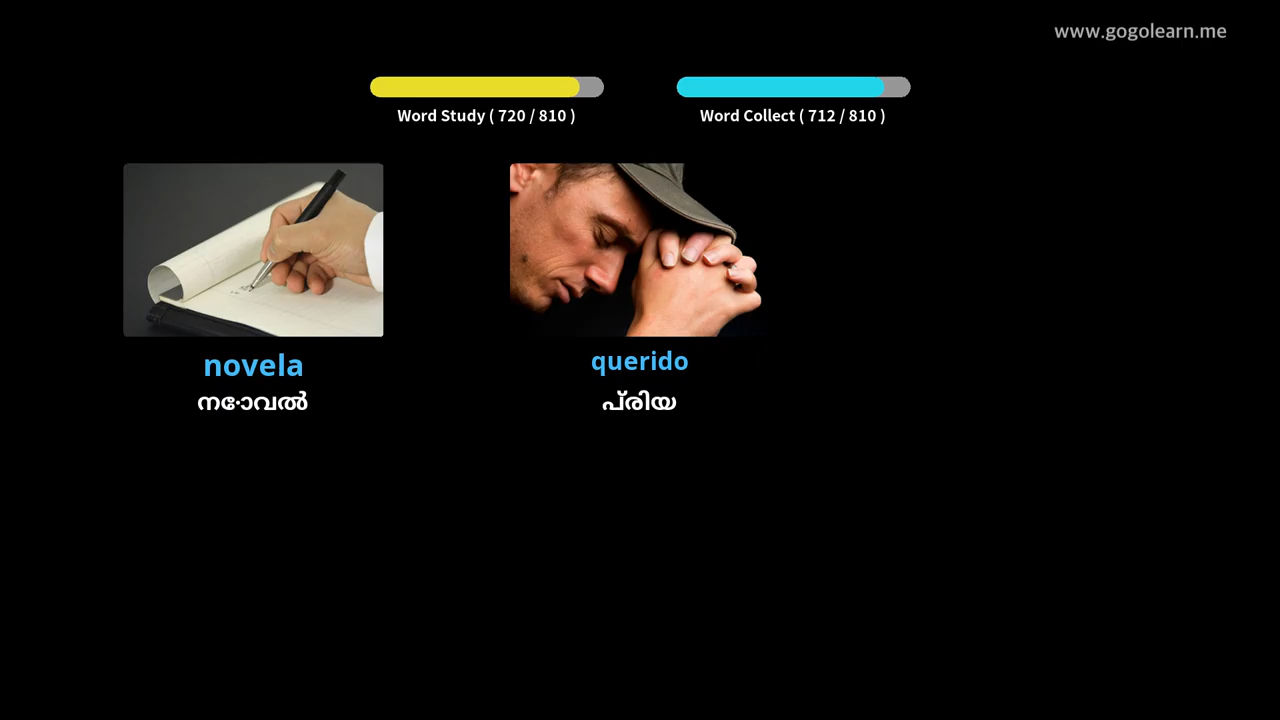 www.gogolearn.me
Word Study ( 720 / 810 )
Word Collect ( 712 / 810 )
novela
നോവൽ
querido
പ്രിയ